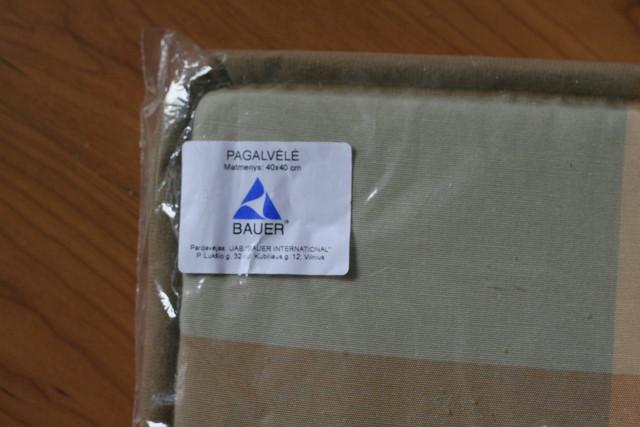 PAGALVĖLĖ
Matmenys: 40x40 cm
BAUER®
Pardavėjas: UAB "BAUER INTERNATIONAL"
P. Lukšio g. 32 Kubiliaus g. 12, Vilnius